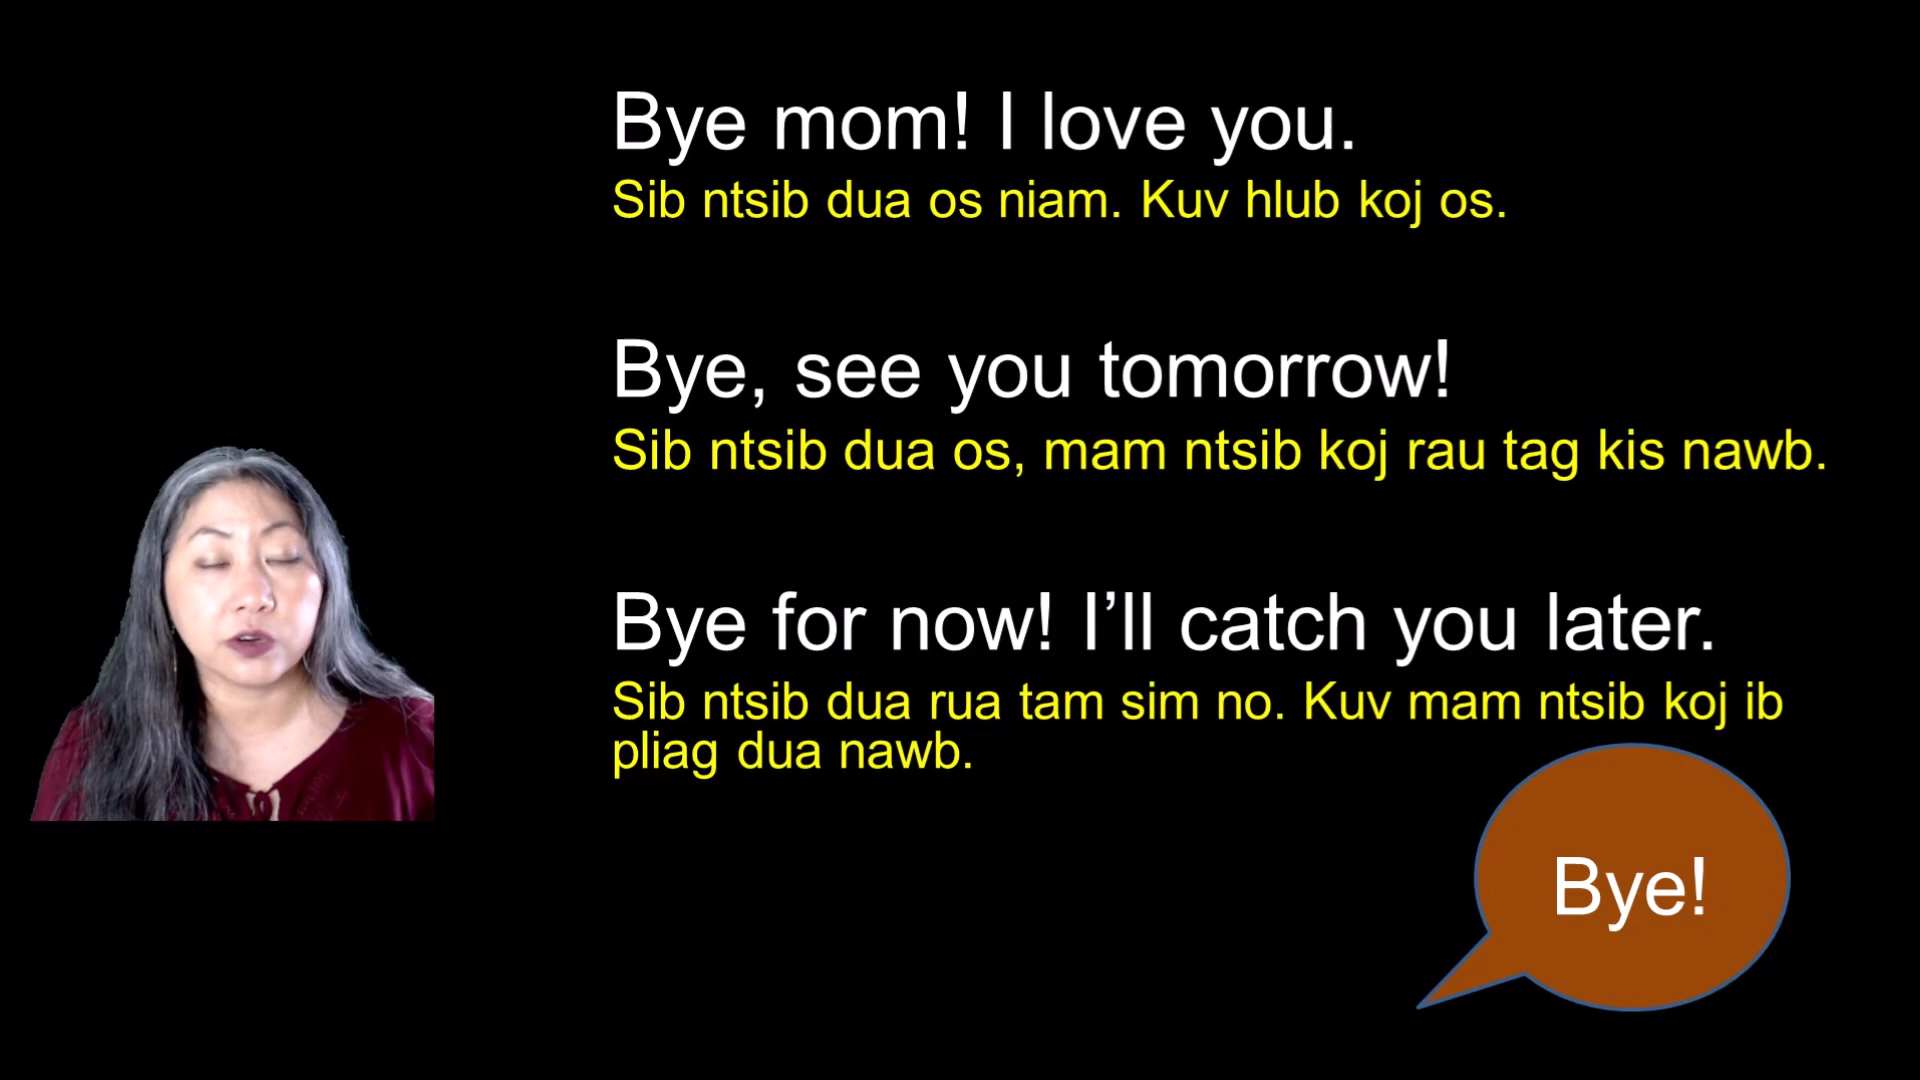 Bye mom! I love you.
Sib ntsib dua os niam. Kuv hlub koj os.
Bye, see you tomorrow!
Sib ntsib dua os, mam ntsib koj rau tag kis nawb.
Bye for now! I’ll catch you later.
Sib ntsib dua rua tam sim no. Kuv mam ntsib koj ib
pliag dua nawb.
Bye!